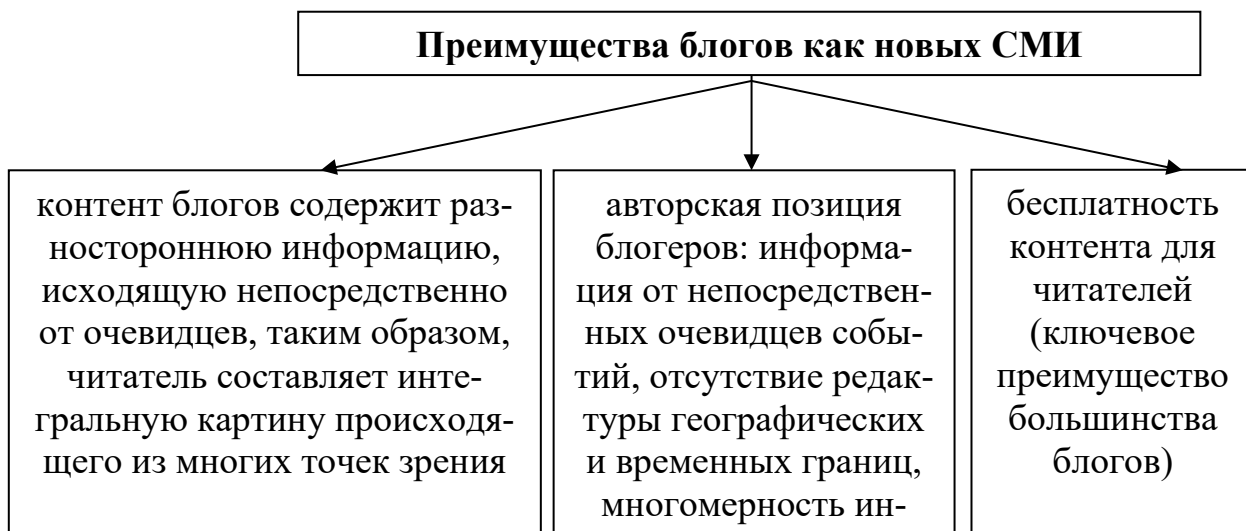 Преимущества блогов как новых СМИ
контент блогов содержит раз-
ностороннюю информацию,
исходящую непосредственно
от очевидцев, таким образом,
читатель составляет инте-
гральную картину происходя-
щего из многих точек зрения
авторская позиция
блогеров: информа-
ция от непосредствен-
ных очевидцев собы-
тий, отсутствие редак-
туры географических
и временных границ,
многомерность ин-
бесплатность
контента для
читателей
(ключевое
преимущество
большинства
блогов)